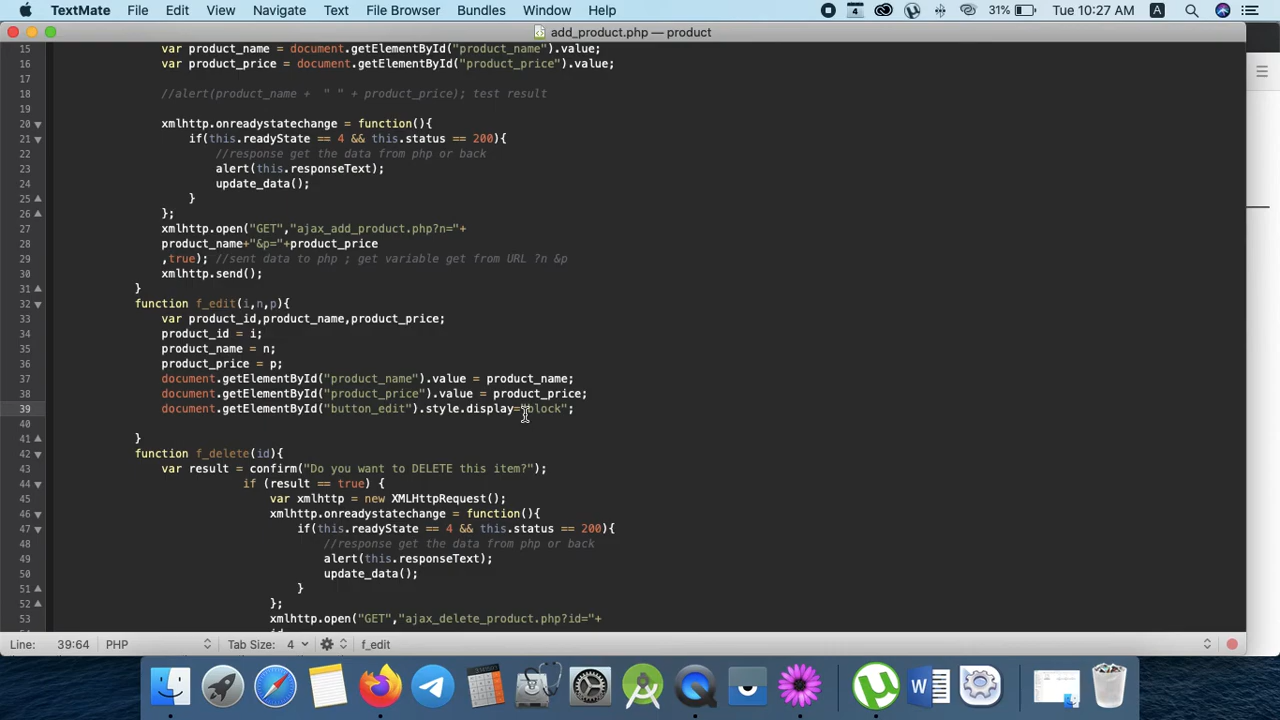 TextMate File Edit View Navigate Text File Browser Bundles Window Help 4 31% Tue 10:27 AM A
add_product.php — product
15 var product_name = document.getElementById("product_name").value;
16 var product_price = document.getElementById("product_price").value;
17
18 //alert(product_name +  " " + product_price); test result
19
20 xmlhttp.onreadystatechange = function(){
21 if(this.readyState == 4 && this.status == 200){
22 //response get the data from php or back
23 alert(this.responseText);
24 update_data();
25 }
26 };
27 xmlhttp.open("GET","ajax_add_product.php?n="+
28 product_name+"&p="+product_price
29 ,true); //sent data to php ; get variable get from URL ?n &p
30 xmlhttp.send();
31 }
32 function f_edit(i,n,p){
33 var product_id,product_name,product_price;
34 product_id = i;
35 product_name = n;
36 product_price = p;
37 document.getElementById("product_name").value = product_name;
38 document.getElementById("product_price").value = product_price;
39 document.getElementById("button_edit").style.display="block";
40
41 }
42 function f_delete(id){
43 var result = confirm("Do you want to DELETE this item?");
44 if (result == true) {
45 var xmlhttp = new XMLHttpRequest();
46 xmlhttp.onreadystatechange = function(){
47 if(this.readyState == 4 && this.status == 200){
48 //response get the data from php or back
49 alert(this.responseText);
50 update_data();
51 }
52 };
53 xmlhttp.open("GET","ajax_delete_product.php?id="+
Line: 39:64 PHP Tab Size: 4 f_edit
W